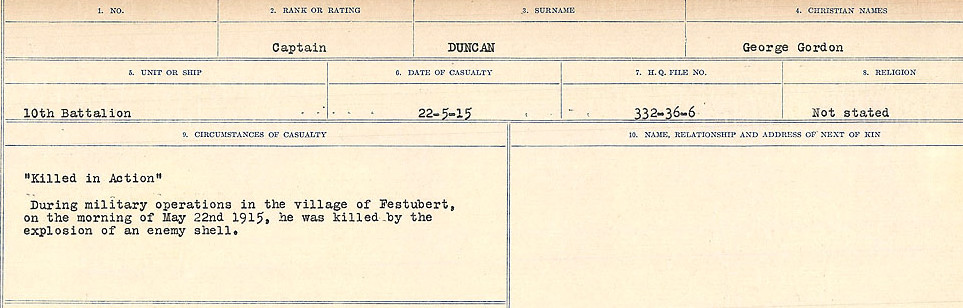 1. NO. 2. RANK OR RATING 3. SURNAME 4. CHRISTIAN NAMES
Captain DUNCAN George Gordon
5. UNIT OR SHIP 6. DATE OF CASUALTY 7. H. Q. FILE NO. 8. RELIGION
10th Battalion 22-5-15 332-36-6 Not stated
9. CIRCUMSTANCES OF CASUALTY 10. NAME, RELATIONSHIP AND ADDRESS OF NEXT OF KIN
"Killed in Action"
During military operations in the village of Festubert,
on the morning of May 22nd 1915, he was killed by the
explosion of an enemy shell.